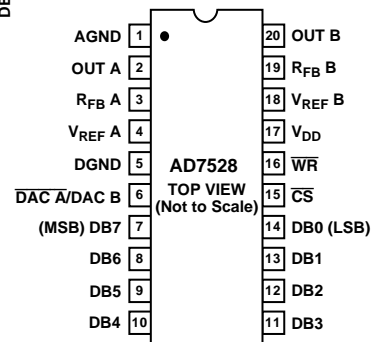 AGND 1 20 OUT B
OUT A 2 19 RFB B
RFB A 3 18 VREF B
VREF A 4 17 VDD
DGND 5 AD7528 16 WR
DAC A/DAC B 6 TOP VIEW 15 CS
(Not to Scale)
(MSB) DB7 7 14 DB0 (LSB)
DB6 8 13 DB1
DB5 9 12 DB2
DB4 10 11 DB3